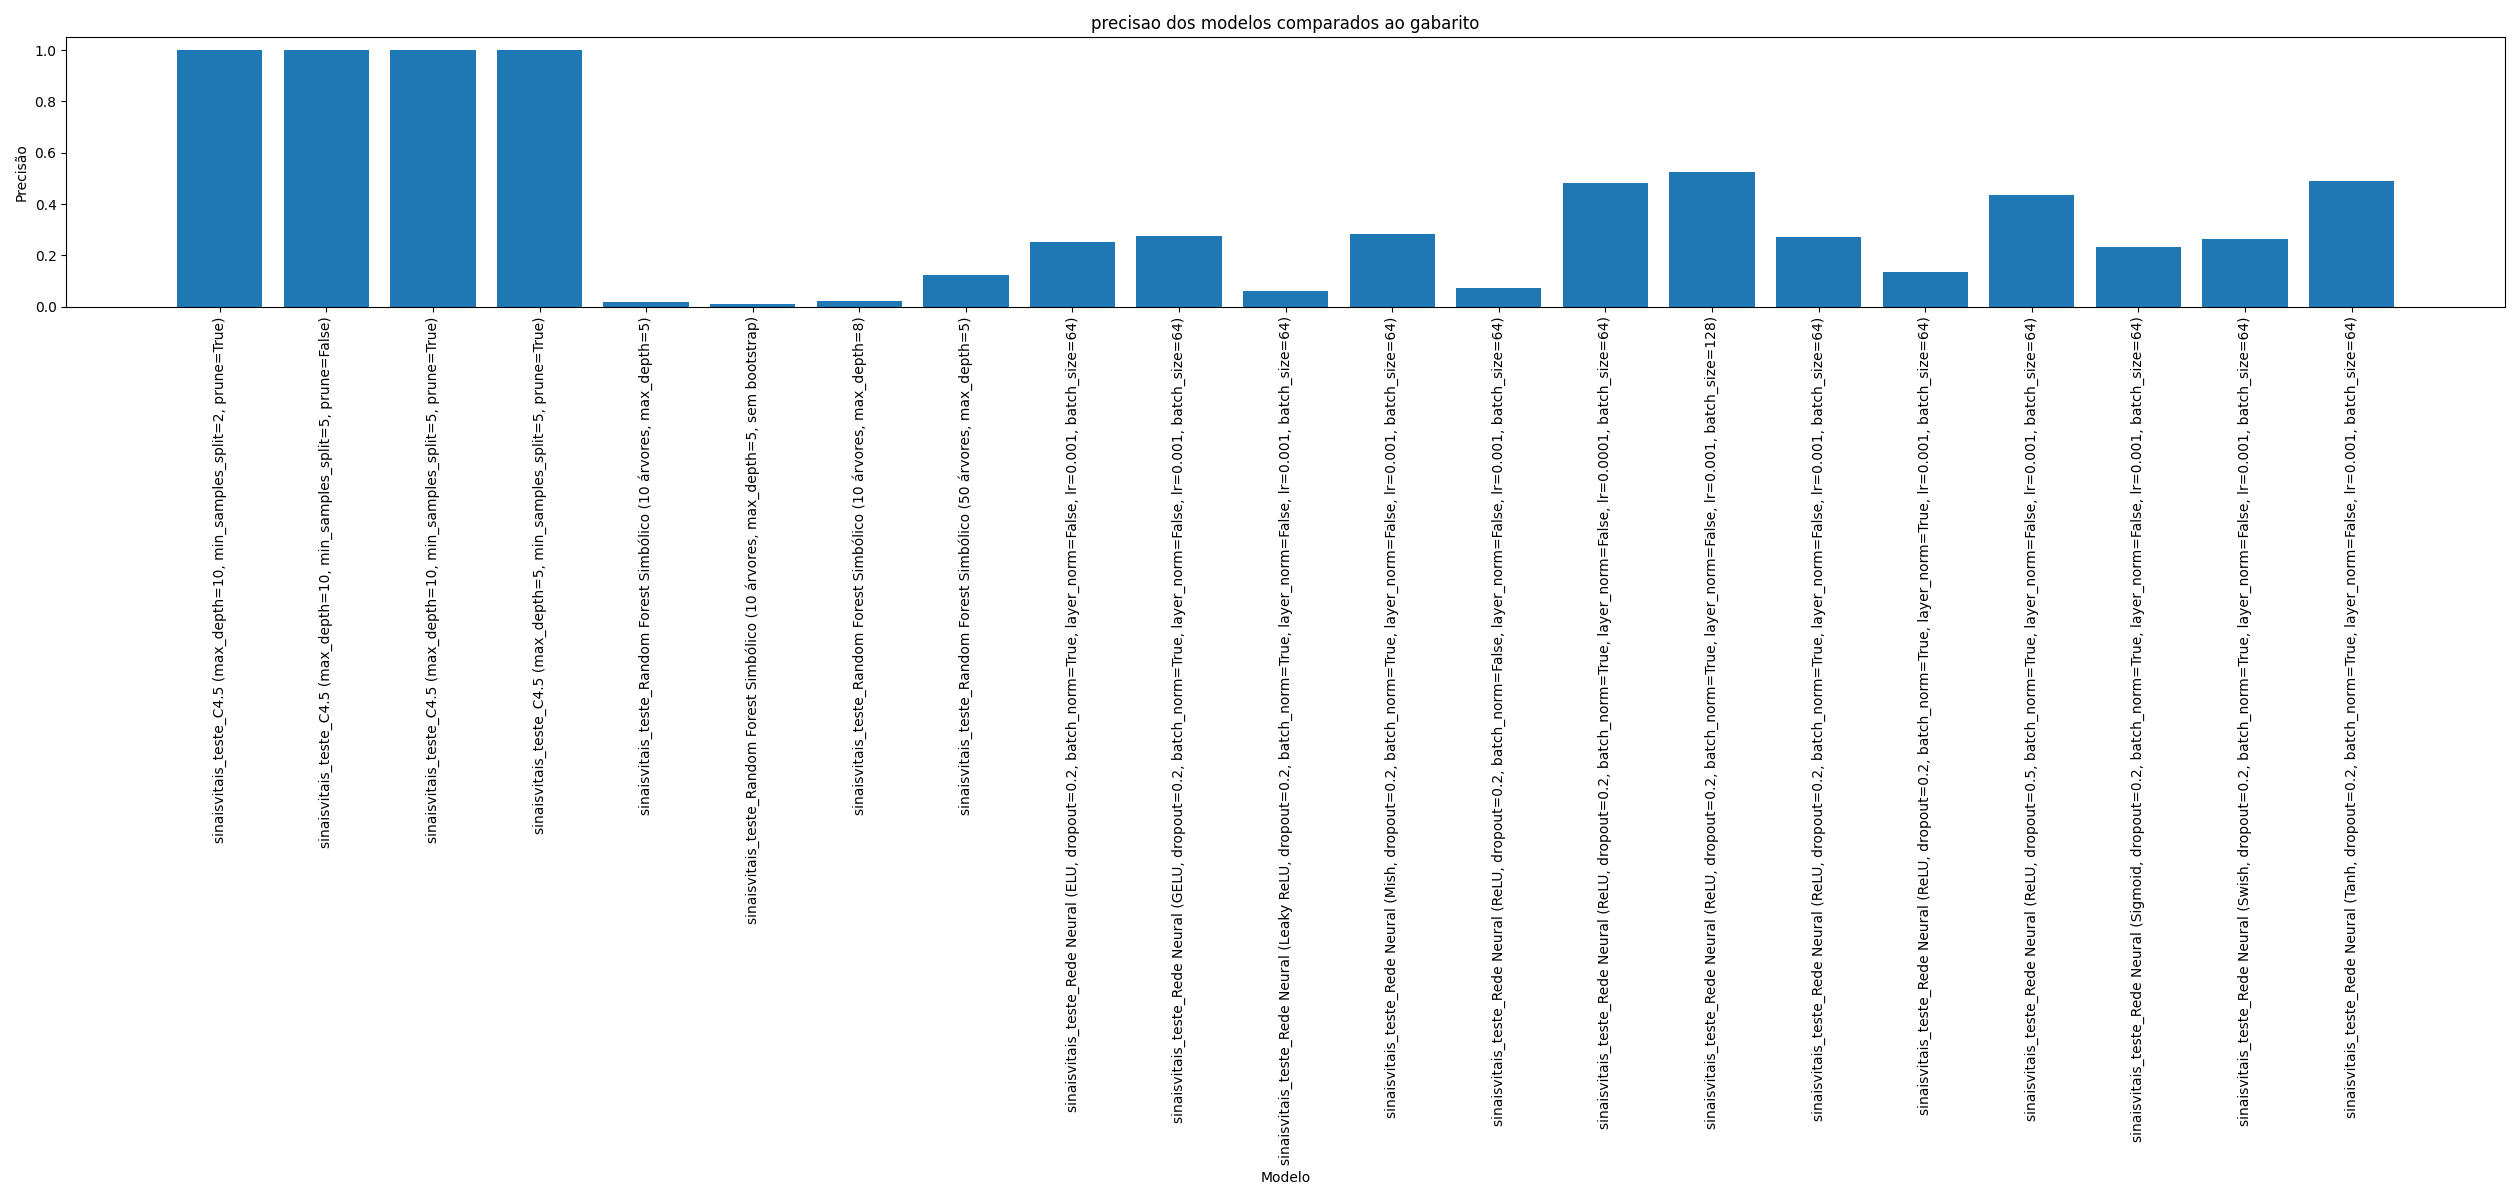 precisao dos modelos comparados ao gabarito
Precisão
1.0
0.8
0.6
0.4
0.2
0.0
sinaisvitais_teste_C4.5 (max_depth=10, min_samples_split=2, prune=True)
sinaisvitais_teste_C4.5 (max_depth=10, min_samples_split=5, prune=False)
sinaisvitais_teste_C4.5 (max_depth=10, min_samples_split=5, prune=True)
sinaisvitais_teste_C4.5 (max_depth=5, min_samples_split=5, prune=True)
sinaisvitais_teste_Random Forest Simbólico (10 árvores, max_depth=5)
sinaisvitais_teste_Random Forest Simbólico (10 árvores, max_depth=5, sem bootstrap)
sinaisvitais_teste_Random Forest Simbólico (10 árvores, max_depth=8)
sinaisvitais_teste_Random Forest Simbólico (50 árvores, max_depth=5)
sinaisvitais_teste_Rede Neural (ELU, dropout=0.2, batch_norm=True, layer_norm=False, lr=0.001, batch_size=64)
sinaisvitais_teste_Rede Neural (GELU, dropout=0.2, batch_norm=True, layer_norm=False, lr=0.001, batch_size=64)
sinaisvitais_teste_Rede Neural (Leaky ReLU, dropout=0.2, batch_norm=True, layer_norm=False, lr=0.001, batch_size=64)
sinaisvitais_teste_Rede Neural (Mish, dropout=0.2, batch_norm=True, layer_norm=False, lr=0.001, batch_size=64)
sinaisvitais_teste_Rede Neural (ReLU, dropout=0.2, batch_norm=False, layer_norm=False, lr=0.001, batch_size=64)
sinaisvitais_teste_Rede Neural (ReLU, dropout=0.2, batch_norm=True, layer_norm=False, lr=0.0001, batch_size=64)
sinaisvitais_teste_Rede Neural (ReLU, dropout=0.2, batch_norm=True, layer_norm=False, lr=0.001, batch_size=128)
sinaisvitais_teste_Rede Neural (ReLU, dropout=0.2, batch_norm=True, layer_norm=False, lr=0.001, batch_size=64)
sinaisvitais_teste_Rede Neural (ReLU, dropout=0.2, batch_norm=True, layer_norm=True, lr=0.001, batch_size=64)
sinaisvitais_teste_Rede Neural (ReLU, dropout=0.5, batch_norm=True, layer_norm=False, lr=0.001, batch_size=64)
sinaisvitais_teste_Rede Neural (Sigmoid, dropout=0.2, batch_norm=True, layer_norm=False, lr=0.001, batch_size=64)
sinaisvitais_teste_Rede Neural (Swish, dropout=0.2, batch_norm=True, layer_norm=False, lr=0.001, batch_size=64)
sinaisvitais_teste_Rede Neural (Tanh, dropout=0.2, batch_norm=True, layer_norm=False, lr=0.001, batch_size=64)
Modelo